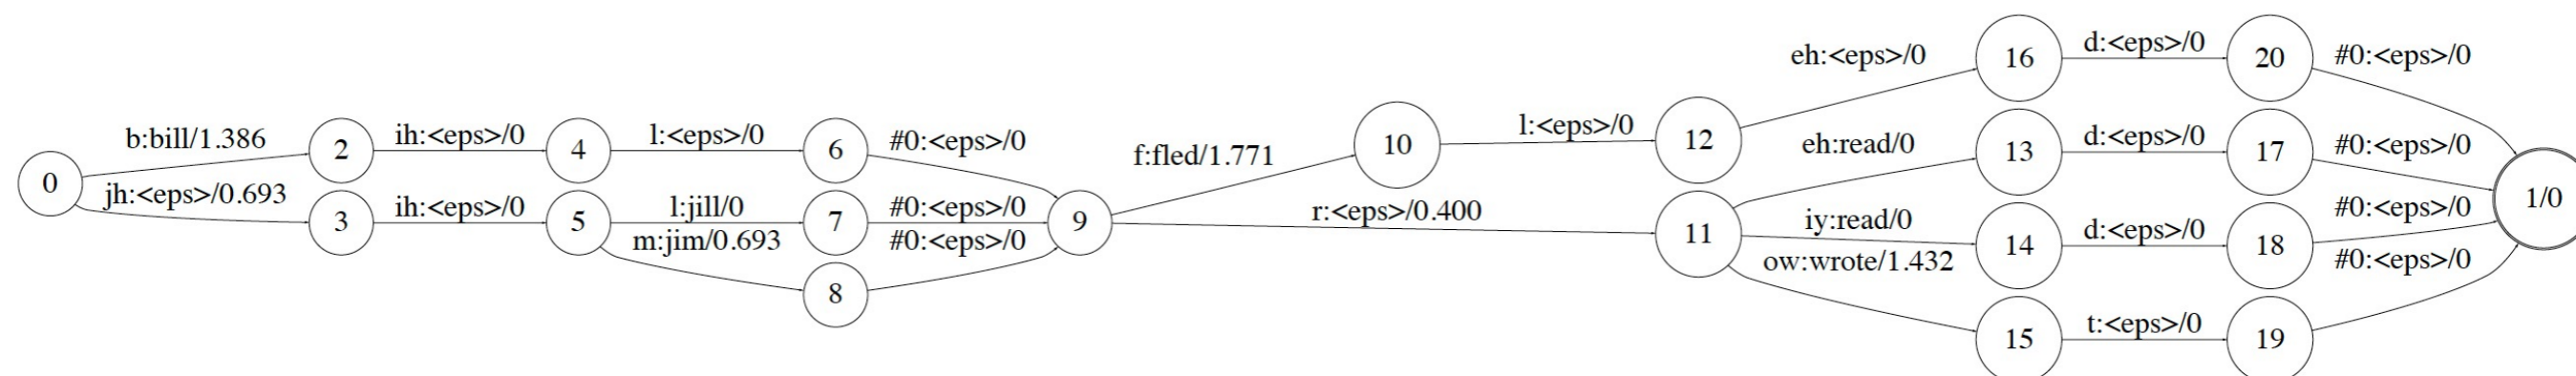 0
b:bill/1.386
jh:<eps>/0.693
2
3
ih:<eps>/0
ih:<eps>/0
4
5
l:<eps>/0
l:jill/0
m:jim/0.693
6
7
8
#0:<eps>/0
#0:<eps>/0
#0:<eps>/0
9
f:fled/1.771
r:<eps>/0.400
10
l:<eps>/0
12
11
eh:<eps>/0
eh:read/0
iy:read/0
ow:wrote/1.432
16
13
14
15
d:<eps>/0
d:<eps>/0
d:<eps>/0
t:<eps>/0
20
17
18
19
#0:<eps>/0
#0:<eps>/0
#0:<eps>/0
#0:<eps>/0
1/0